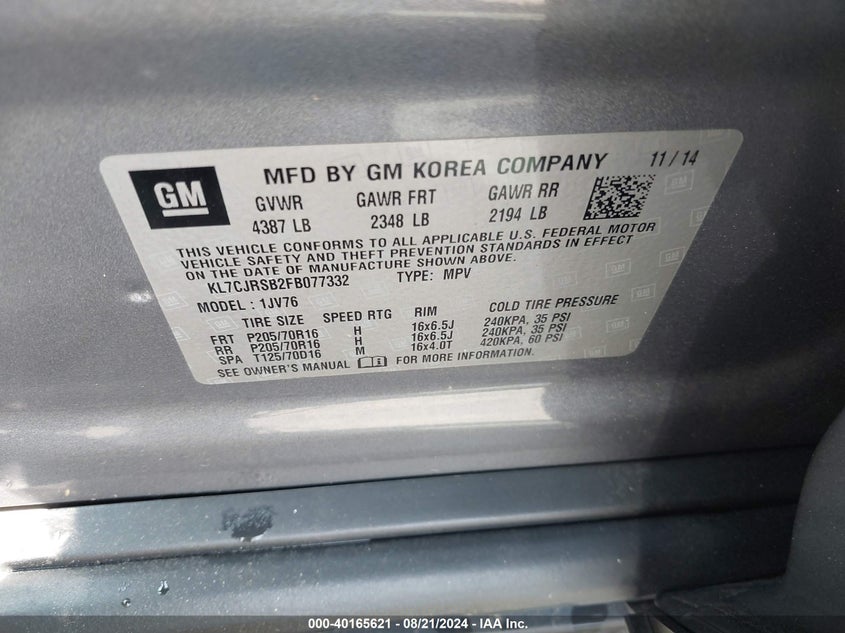 GM
MFD BY GM KOREA COMPANY 11/14
GVWR GAWR FRT GAWR RR
4387 LB 2348 LB 2194 LB
THIS VEHICLE CONFORMS TO ALL APPLICABLE U.S. FEDERAL MOTOR
VEHICLE SAFETY AND THEFT PREVENTION STANDARDS IN EFFECT
ON THE DATE OF MANUFACTURE SHOWN ABOVE.
KL7CJRSB2FB077332 TYPE: MPV
MODEL: 1JV76
TIRE SIZE SPEED RTG RIM COLD TIRE PRESSURE
FRT P205/70R16 H 16x6.5J 240KPA, 35 PSI
RR P205/70R16 H 16x6.5J 240KPA, 35 PSI
SPA T125/70D16 M 16x4.0T 420KPA, 60 PSI
SEE OWNER'S MANUAL FOR MORE INFORMATION.
000-40165621 - 08/21/2024 - IAA Inc.